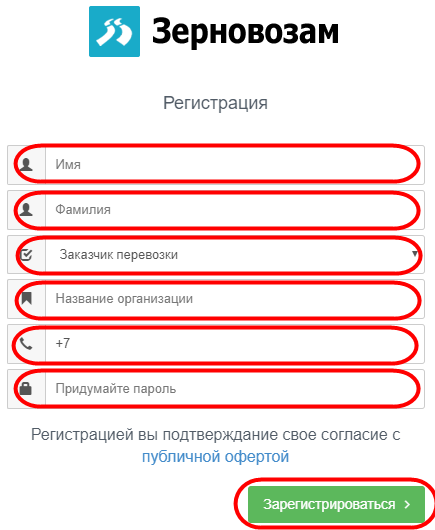 Зерновозам
Регистрация
Имя
Фамилия
Заказчик перевозки
Название организации
+7
Придумайте пароль
Регистрацией вы подтверждание свое согласие с
публичной офертой
Зарегистрироваться